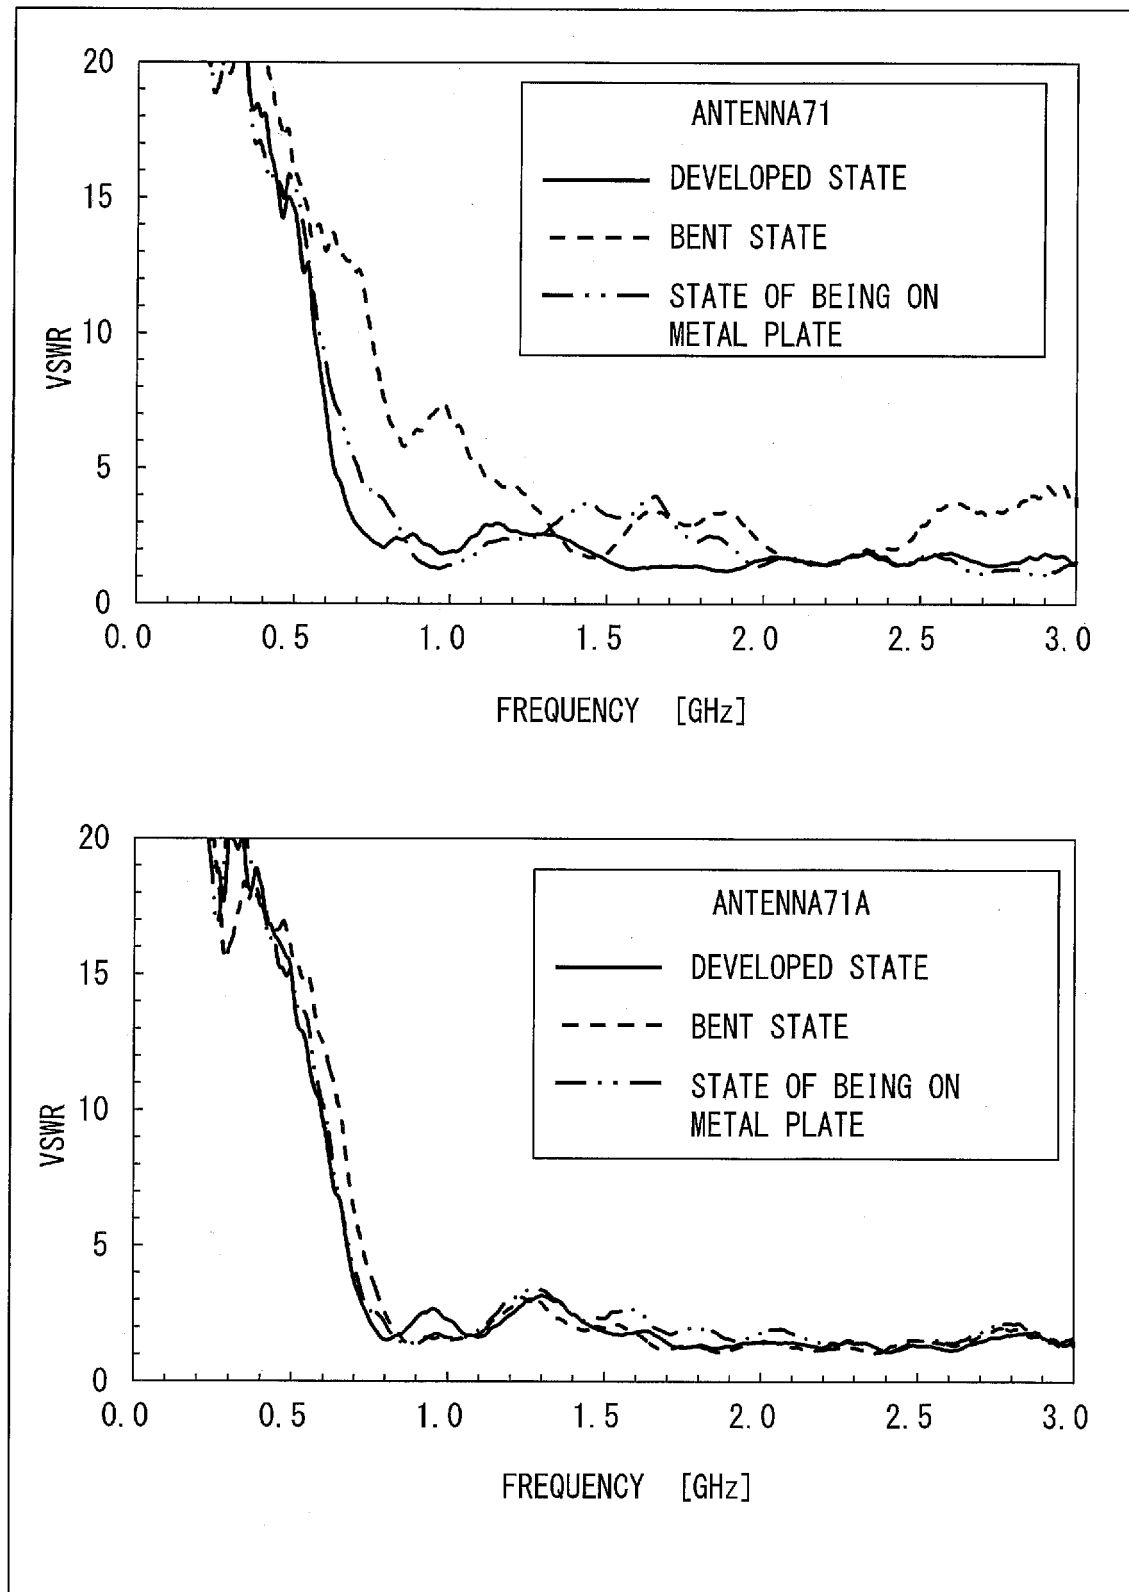 20
15
10
5
0
VSWR
ANTENNA71
DEVELOPED STATE
BENT STATE
STATE OF BEING ON
METAL PLATE
0.0 0.5 1.0 1.5 2.0 2.5 3.0
FREQUENCY [GHz]
20
15
10
5
0
VSWR
ANTENNA71A
DEVELOPED STATE
BENT STATE
STATE OF BEING ON
METAL PLATE
0.0 0.5 1.0 1.5 2.0 2.5 3.0
FREQUENCY [GHz]